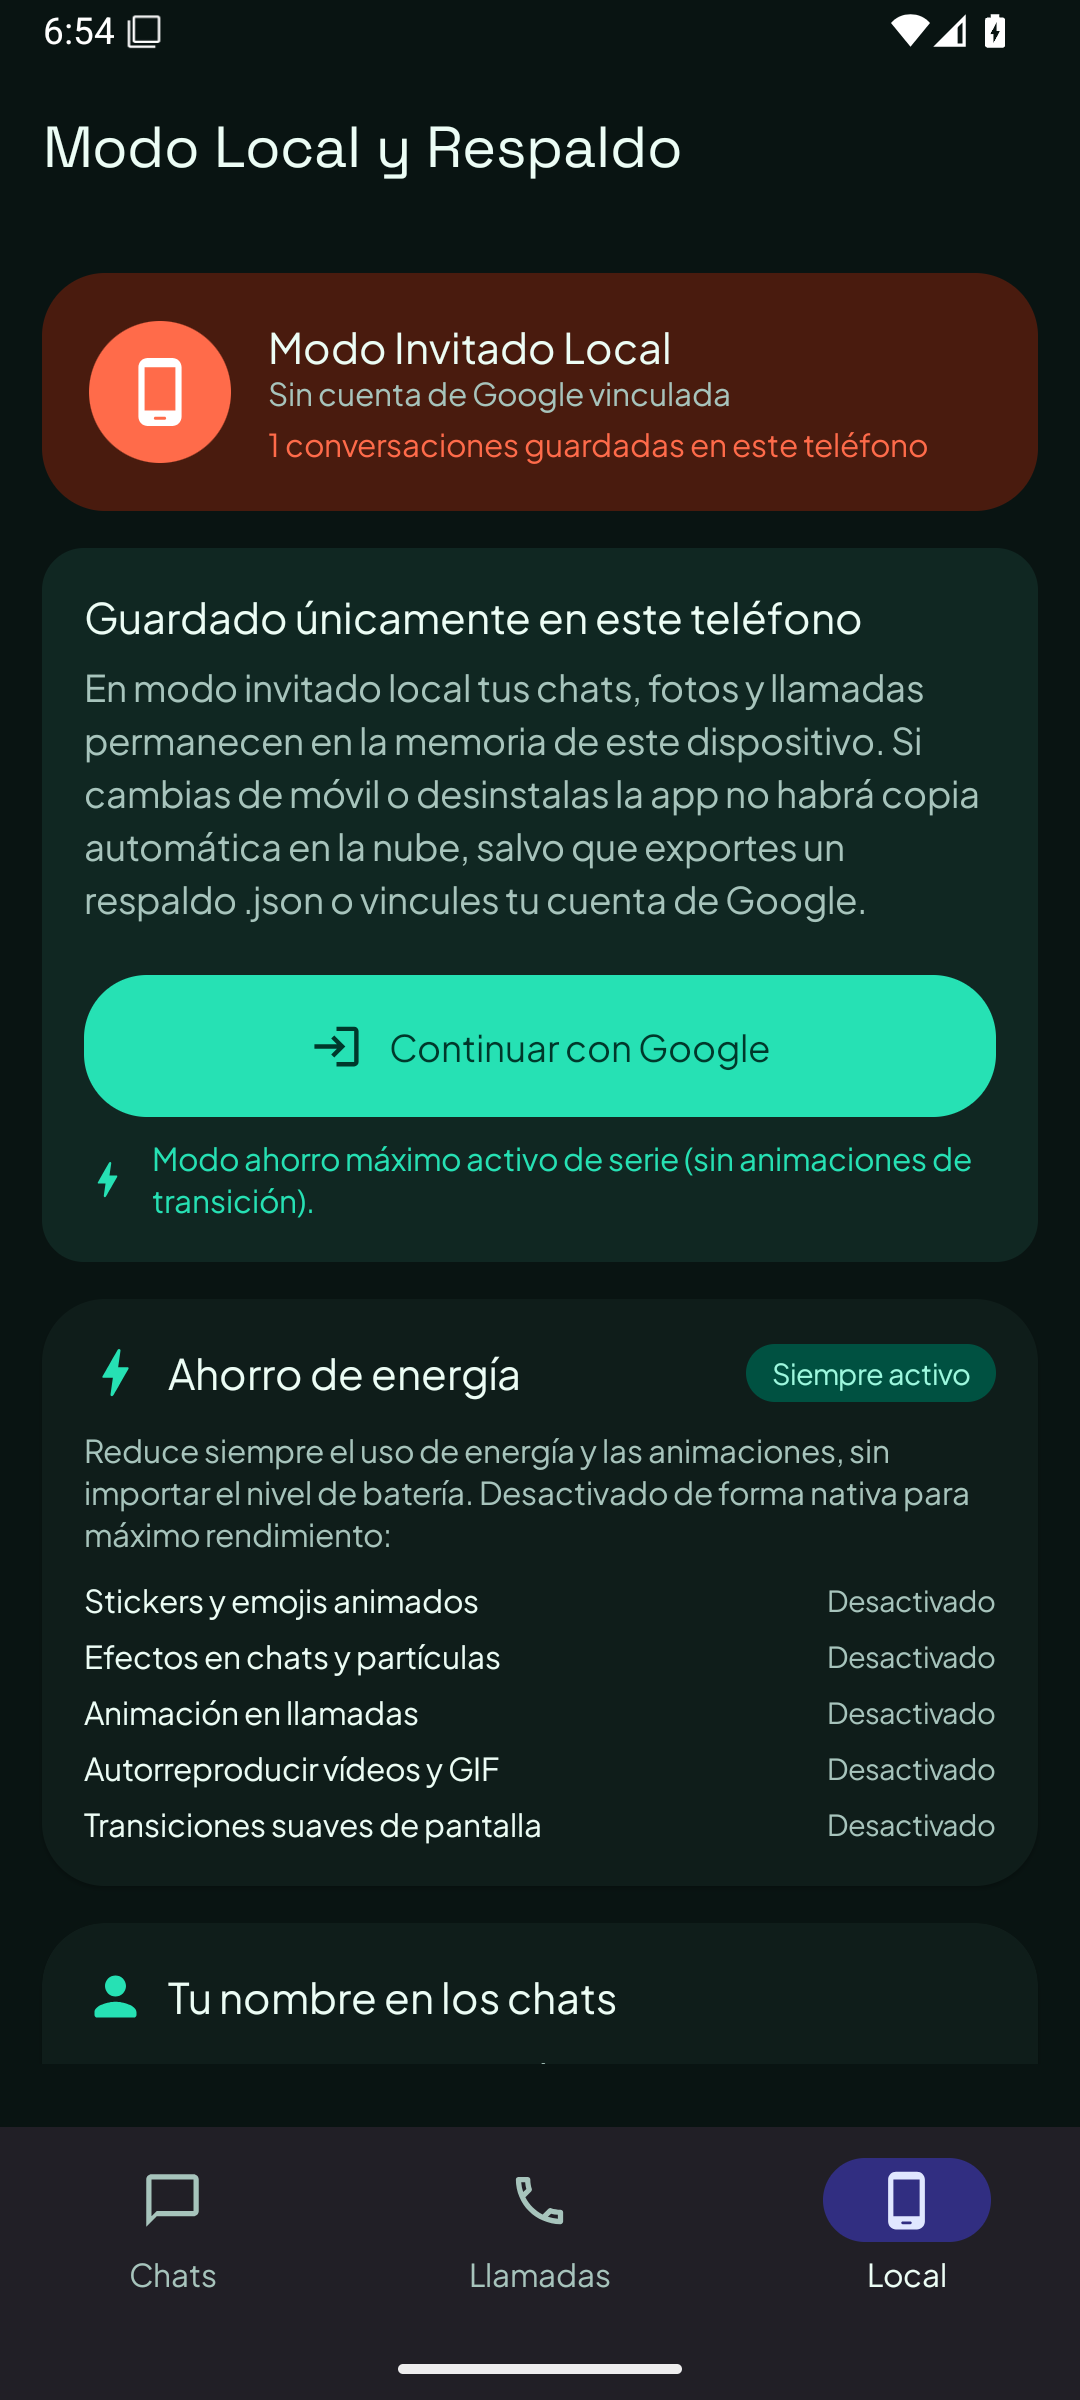 6:54
Modo Local y Respaldo
Modo Invitado Local
Sin cuenta de Google vinculada
1 conversaciones guardadas en este teléfono
Guardado únicamente en este teléfono
En modo invitado local tus chats, fotos y llamadas
permanecen en la memoria de este dispositivo. Si
cambias de móvil o desinstalas la app no habrá copia
automática en la nube, salvo que exportes un
respaldo .json o vincules tu cuenta de Google.
Continuar con Google
Modo ahorro máximo activo de serie (sin animaciones de
transición).
Ahorro de energía
Siempre activo
Reduce siempre el uso de energía y las animaciones, sin
importar el nivel de batería. Desactivado de forma nativa para
máximo rendimiento:
Stickers y emojis animados Desactivado
Efectos en chats y partículas Desactivado
Animación en llamadas Desactivado
Autorreproducir vídeos y GIF Desactivado
Transiciones suaves de pantalla Desactivado
Tu nombre en los chats
Chats Llamadas Local